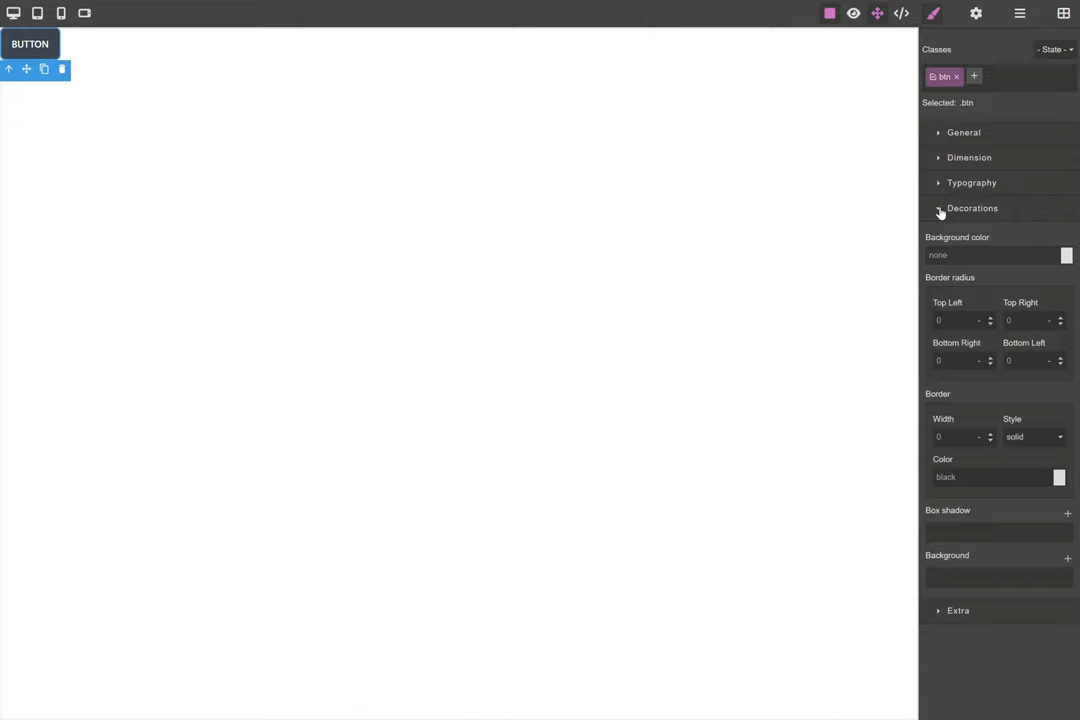 BUTTON
Classes
- State -
btn
Selected: .btn
General
Dimension
Typography
Decorations
Background color
none
Border radius
Top Left Top Right
0 - 0 -
Bottom Right Bottom Left
0 - 0 -
Border
Width Style
0 - solid
Color
black
Box shadow
Background
Extra